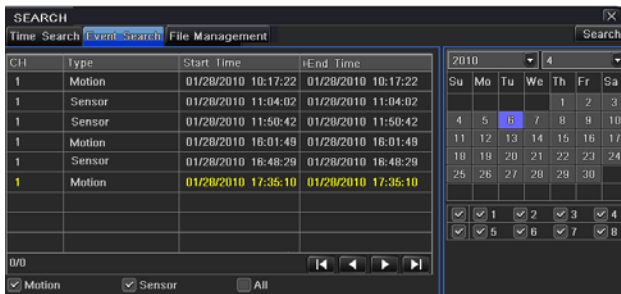 SEARCH
Time Search Event Search File Management Search
CH Type Start Time End Time
1 Motion 01/28/2010 10:17:22 01/28/2010 10:17:22
1 Sensor 01/28/2010 11:04:02 01/28/2010 11:04:02
1 Sensor 01/28/2010 11:50:42 01/28/2010 11:50:42
1 Motion 01/28/2010 16:01:49 01/28/2010 16:01:49
1 Sensor 01/28/2010 16:48:29 01/28/2010 16:48:29
1 Motion 01/28/2010 17:35:10 01/28/2010 17:35:10
0/0
Motion Sensor All
2010 4
Su Mo Tu We Th Fr Sa
1 2 3
4 5 6 7 8 9 10
11 12 13 14 15 16 17
18 19 20 21 22 23 24
25 26 27 28 29 30
1 2 3 4
5 6 7 8